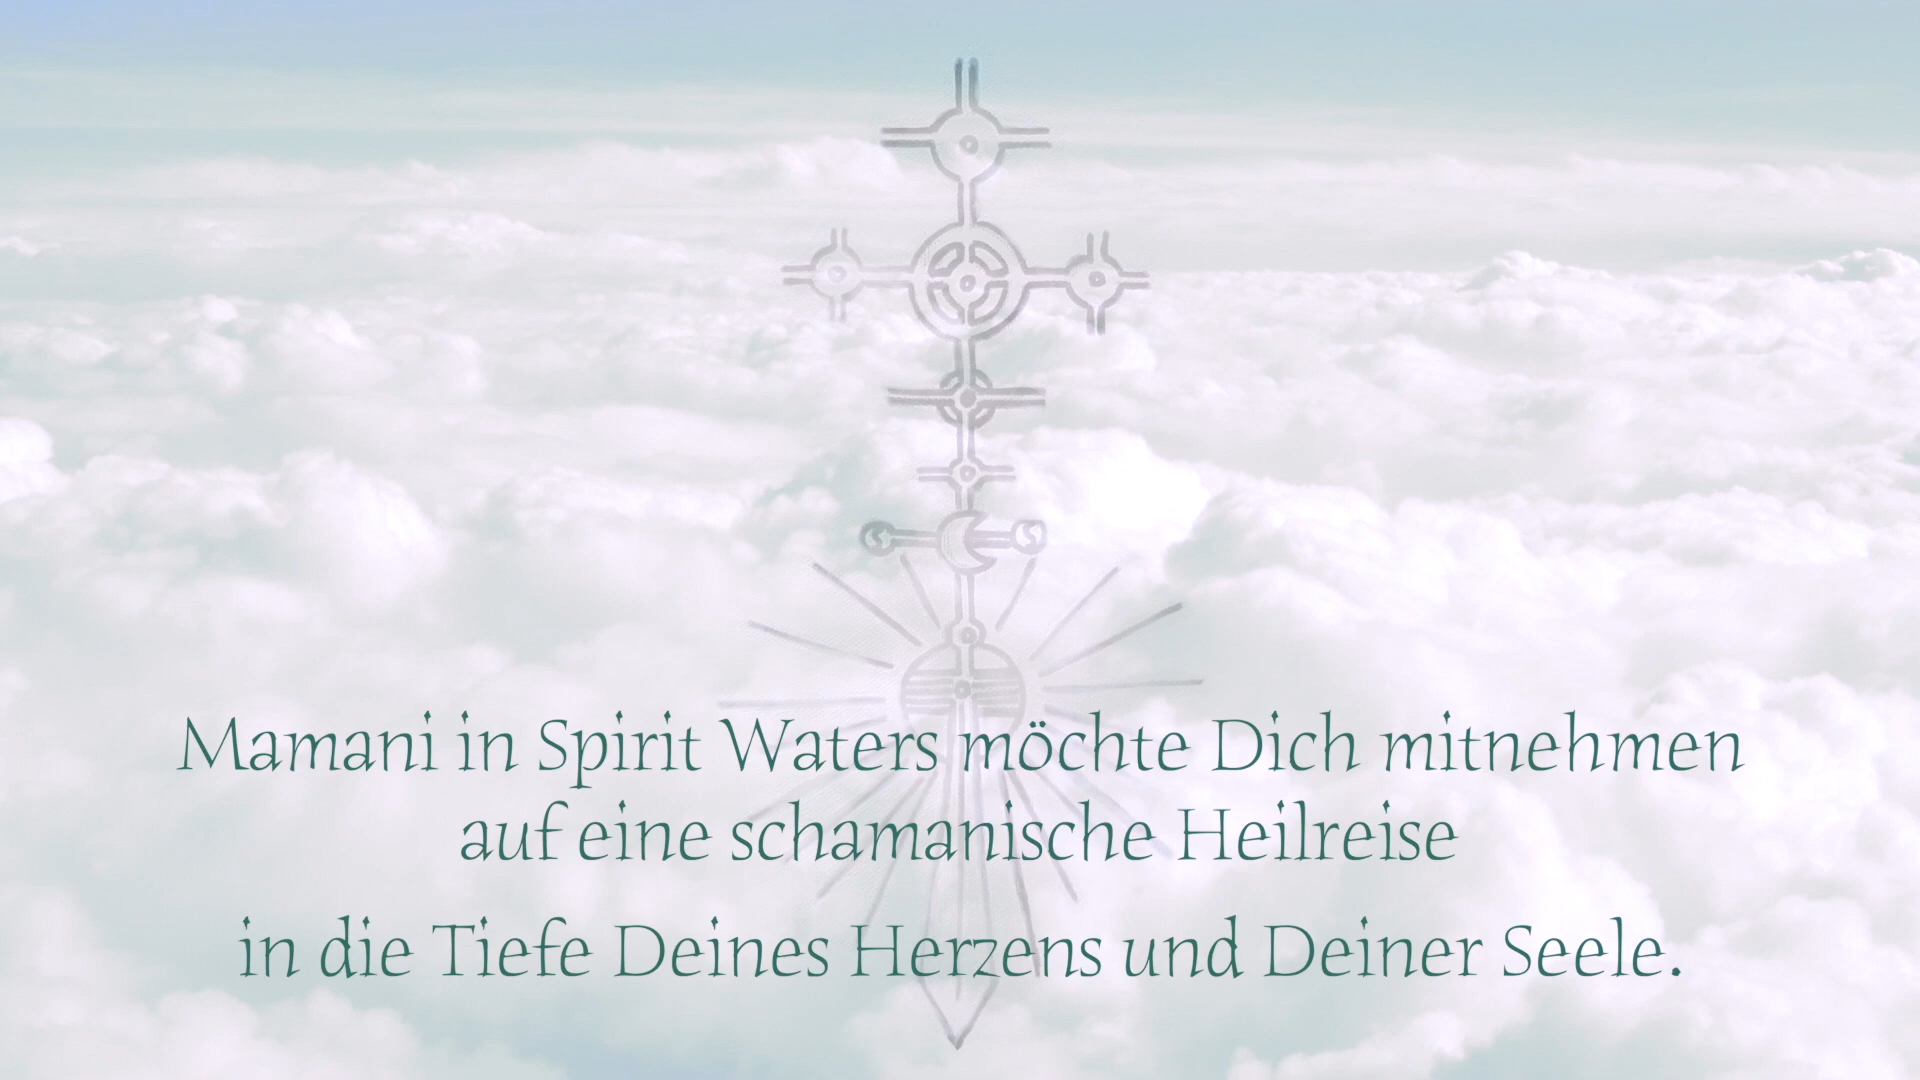 Mamani in Spirit Waters möchte Dich mitnehmen
auf eine schamanische Heilreise
in die Tiefe Deines Herzens und Deiner Seele.